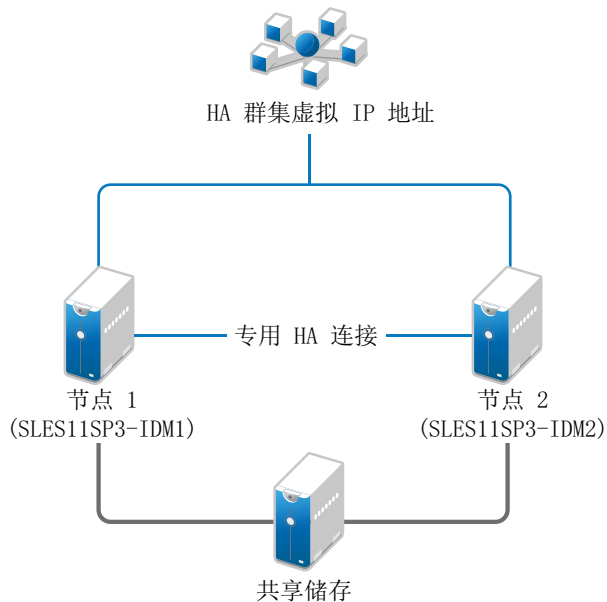 HA 群集虚拟 IP 地址
专用 HA 连接
节点 1
(SLES11SP3-IDM1)
节点 2
(SLES11SP3-IDM2)
共享储存